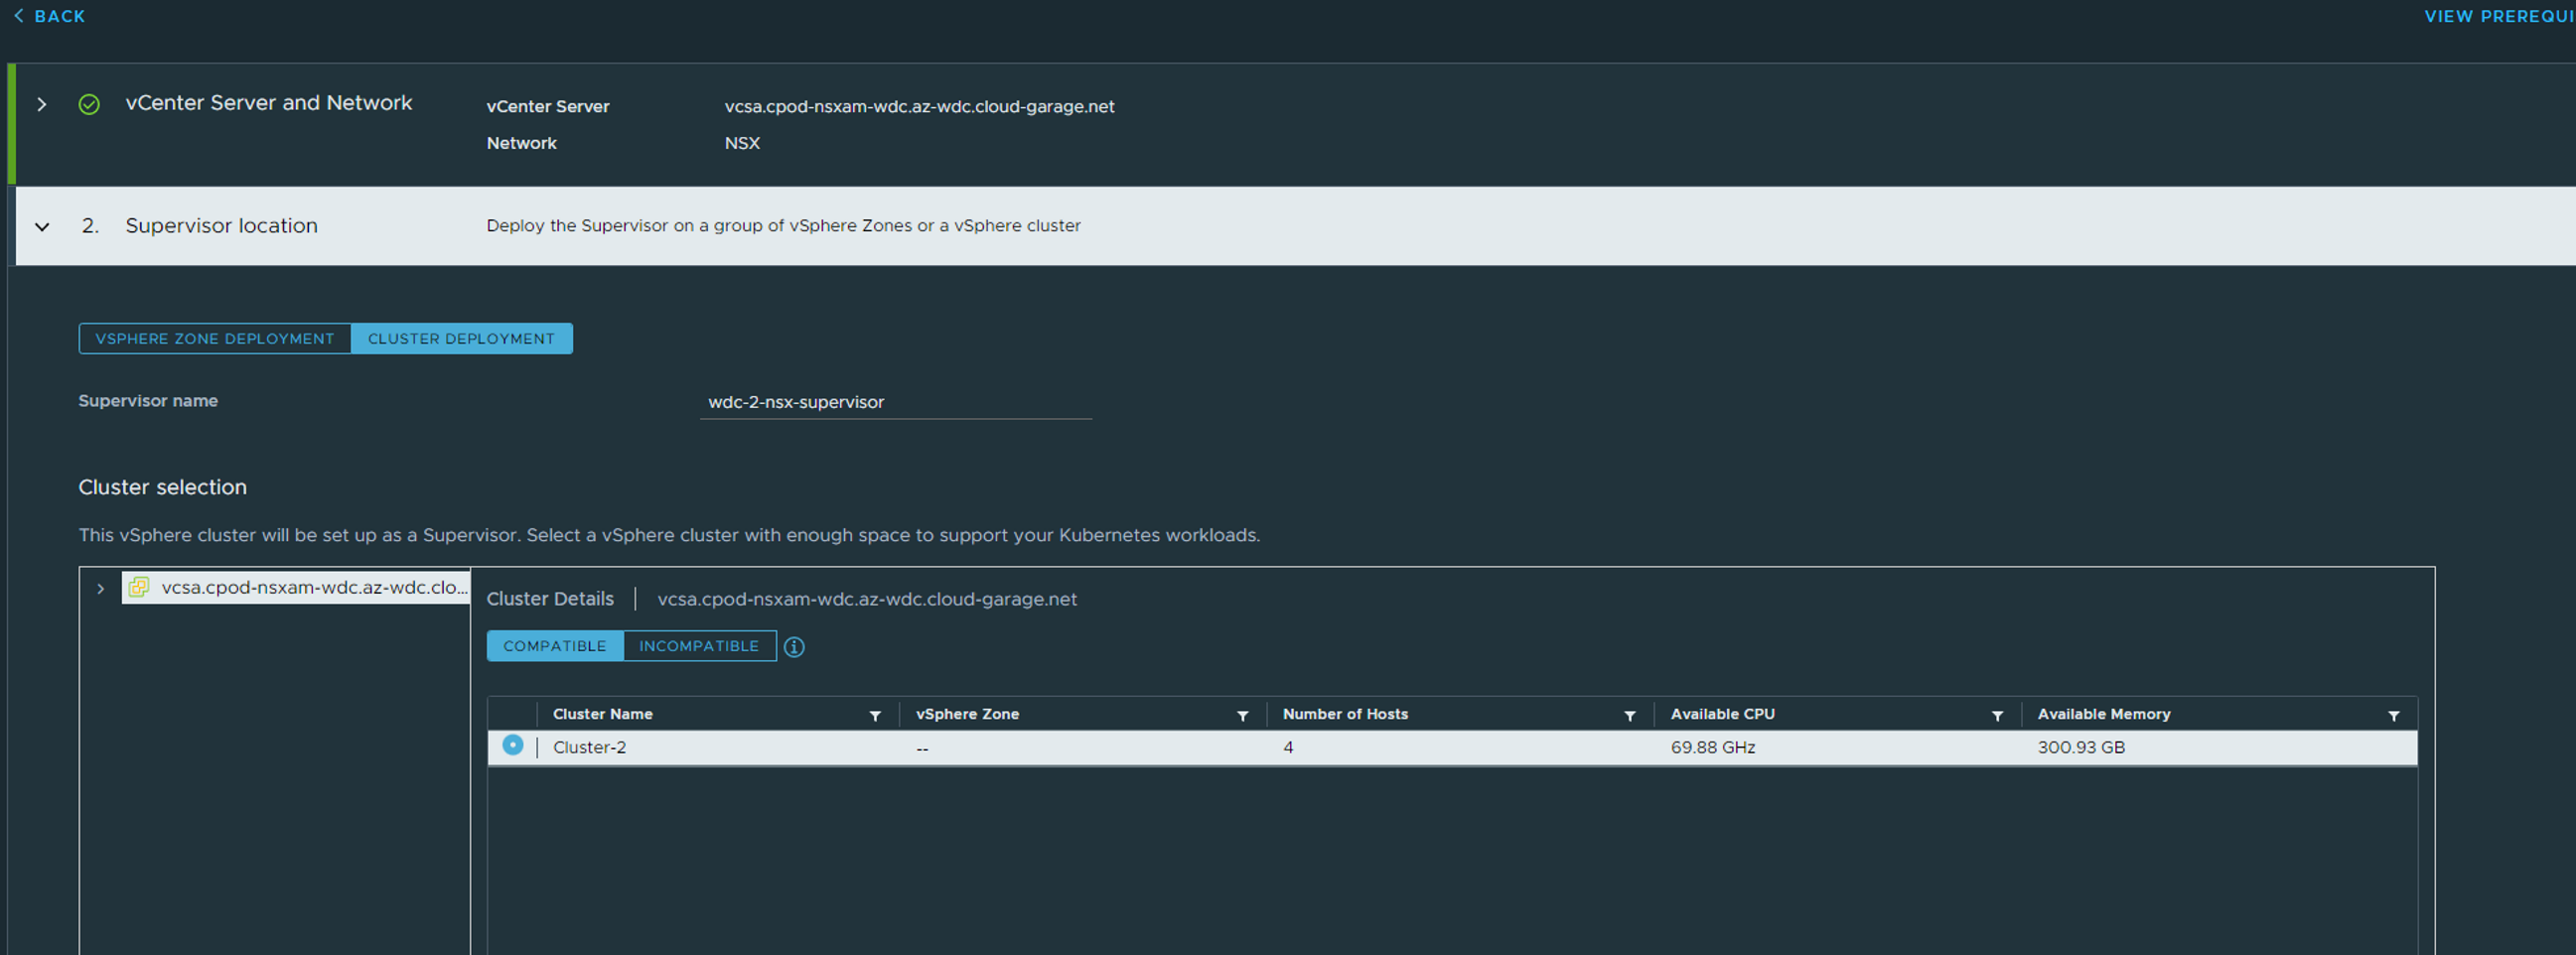 BACK
VIEW PREREQUI
vCenter Server and Network
vCenter Server vcsa.cpod-nsxam-wdc.az-wdc.cloud-garage.net
Network NSX
2. Supervisor location Deploy the Supervisor on a group of vSphere Zones or a vSphere cluster
VSPHERE ZONE DEPLOYMENT CLUSTER DEPLOYMENT
Supervisor name wdc-2-nsx-supervisor
Cluster selection
This vSphere cluster will be set up as a Supervisor. Select a vSphere cluster with enough space to support your Kubernetes workloads.
vcsa.cpod-nsxam-wdc.az-wdc.clo...
Cluster Details vcsa.cpod-nsxam-wdc.az-wdc.cloud-garage.net
COMPATIBLE INCOMPATIBLE
Cluster Name vSphere Zone Number of Hosts Available CPU Available Memory
Cluster-2 -- 4 69.88 GHz 300.93 GB